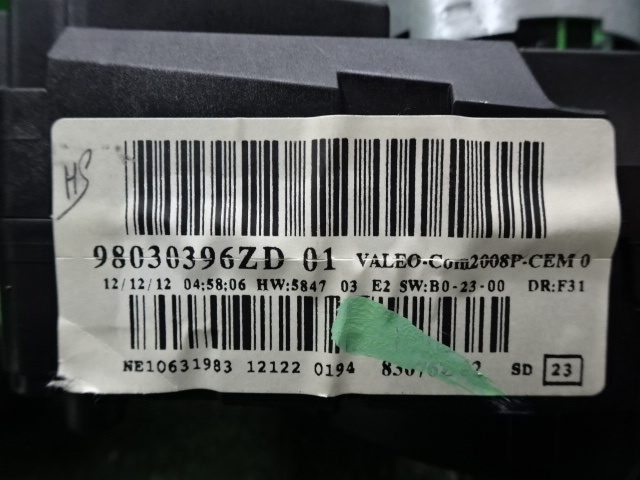 HS
98030396ZD 01 VALEO-Com2008P-CEM 0
12/12/12 04:58:06 HW:5847 03 E2 SW:B0-23-00 DR:F31
NE10631983 12122 0194 SD 23